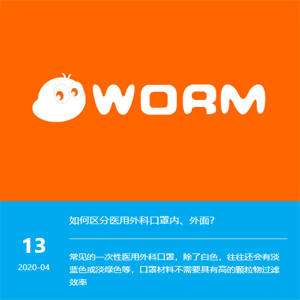 WORM
如何区分医用外科口罩内、外面？
13
2020-04
常见的一次性医用外科口罩，除了白色，往往还会有淡
蓝色或淡绿色等，口罩材料不需要具有高的颗粒物过滤
效率